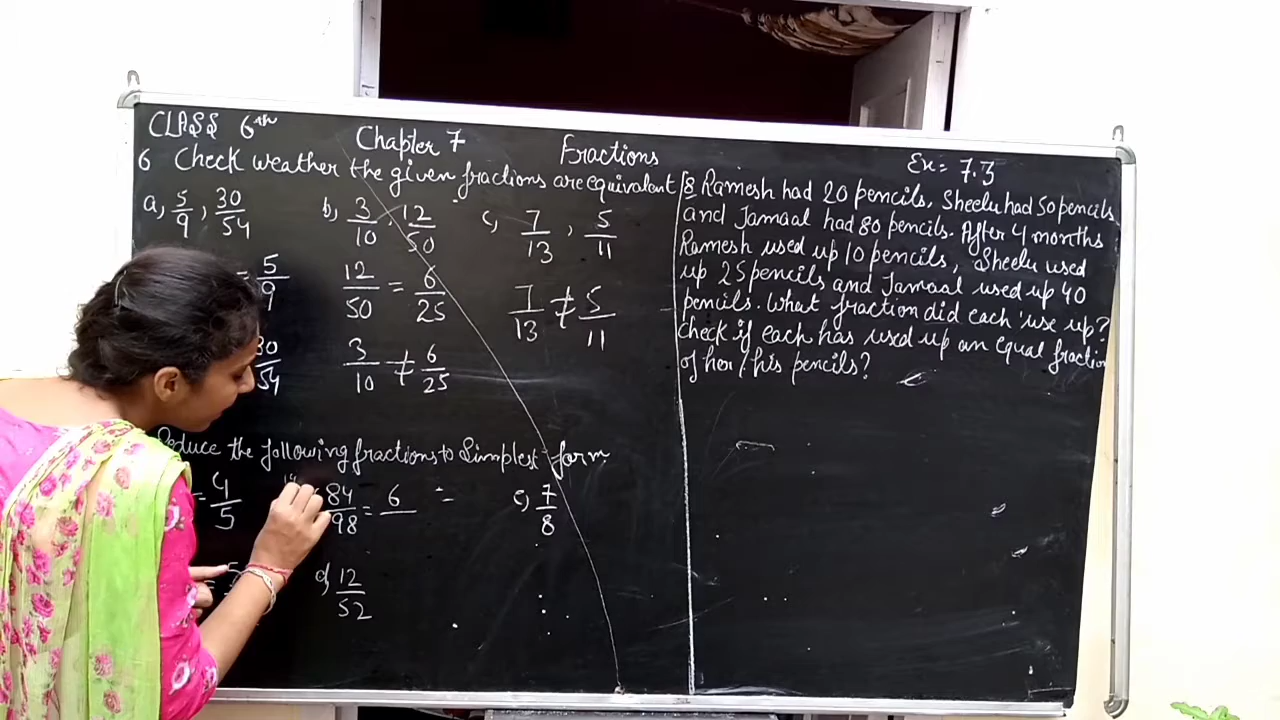 CLASS 6th
Chapter 7
Fractions
Ex= 7.3
6 Check weather the given fractions are equivalent
a, 5/9, 30/54
b, 3/10, 12/50
c, 7/13, 5/11
= 5/9
12/50 = 6/25
7/13 ≠ 5/11
30/54
3/10 ≠ 6/25
Reduce the following fractions to Simplest form
= 4/5
84/98 = 6
=
e, 7/8
= 5
d, 12/52
8 Ramesh had 20 pencils, Sheelu had 50 pencils
and Jamaal had 80 pencils. After 4 months
Ramesh used up 10 pencils, Sheelu used
up 25 pencils and Jamaal used up 40
pencils. What fraction did each use up?
Check if each has used up an equal fraction
of her/his pencils?